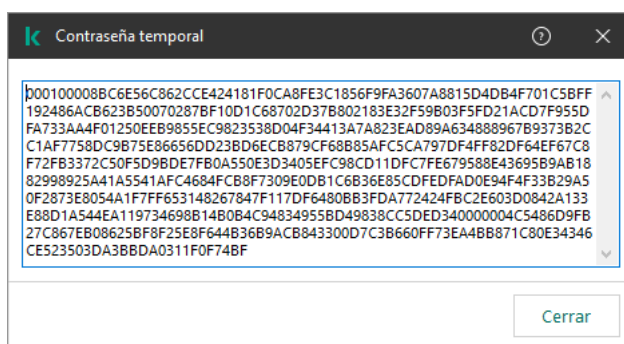 Contraseña temporal
000100008BC6E56C862CCE424181F0CA8FE3C1856F9FA3607A8815D4DB4F701C5BFF
192486ACB623B50070287BF10D1C68702D37B802183E32F59B03F5FD21ACD7F955D
FA733AA4F01250EEB9855EC9823538D04F34413A7A823EAD89A634888967B9373B2C
C1AF7758DC9B75E86656DD23BD6ECB879CF68B85AFC5CA797DF4FF82DF64EF67C8
F72FB3372C50F5D9BDE7FB0A550E3D3405EFC98CD11DFC7FE679588E43695B9AB18
82998925A41A5541AFC4684FCB8F7309E0DB1C6B36E85CDFEDFAD0E94F4F33B29A5
0F2873E8054A1F7FF653148267847F117DF6480BB3FDA772424FBC2E603D0842A133
E88D1A544EA119734698B14B0B4C94834955BD49838CC5DED340000004C5486D9FB
27C867EB08625BF8F25E8F644B36B9ACB843300D7C3B660FF73EA4BB871C80E34346
CE523503DA3BBDA0311F0F74BF
Cerrar